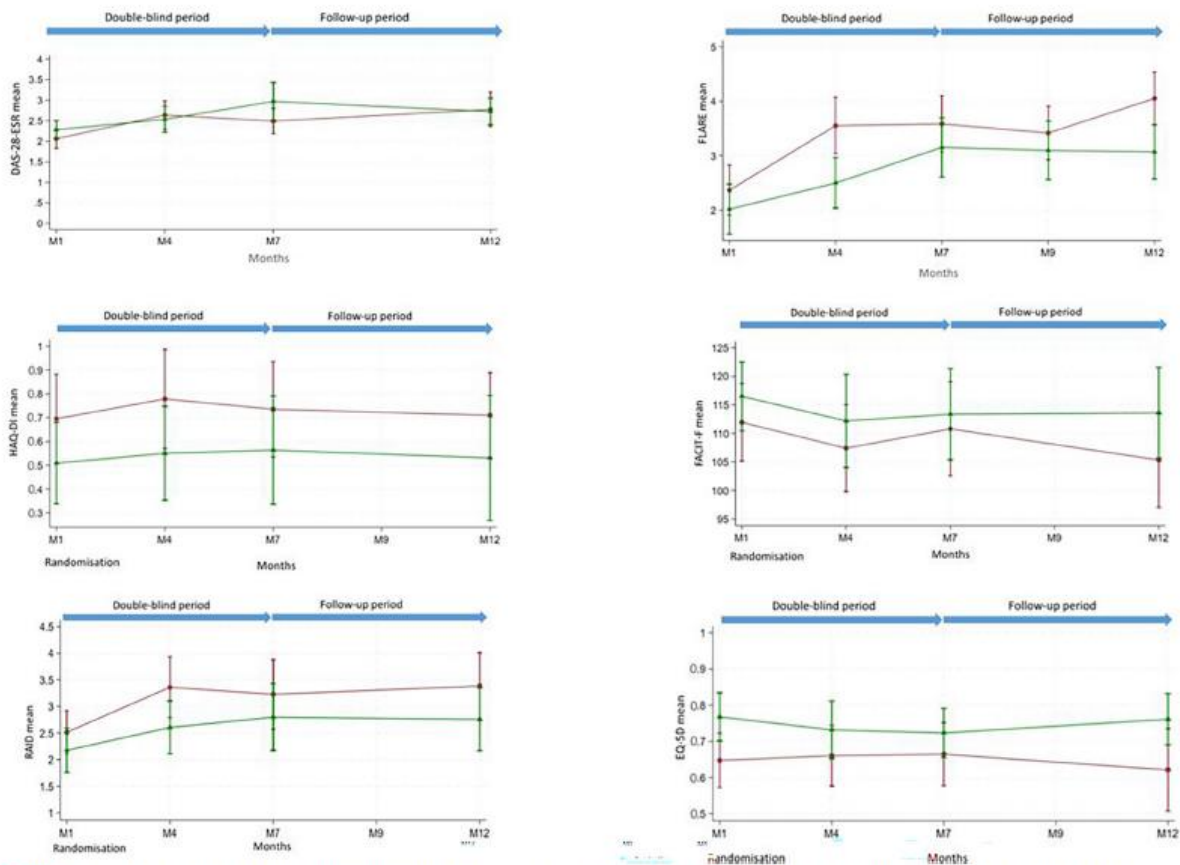 Double-blind period Follow-up period
DAS-28-ESR mean
4
3.5
3
2.5
2
1.5
1
.5
0
M1 M4 M7 M12
Months
Double-blind period Follow-up period
FLARE mean
5
4
3
2
M1 M4 M7 M9 M12
Months
Double-blind period Follow-up period
HAQ-DI mean
1
0.9
0.8
0.7
0.6
0.5
0.4
0.3
M1 M4 M7 M9 M12
Randomisation Months
Double-blind period Follow-up period
FACIT-F mean
125
120
115
110
105
100
95
M1 M4 M7 M9 M12
Randomisation Months
Double-blind period Follow-up period
RAID mean
4.5
4
3.5
3
2.5
2
1.5
1
M1 M4 M7 M9 M12
Randomisation Months
Double-blind period Follow-up period
EQ-5D mean
1
0.9
0.8
0.7
0.6
0.5
M1 M4 M7 M9 M12
Randomisation Months